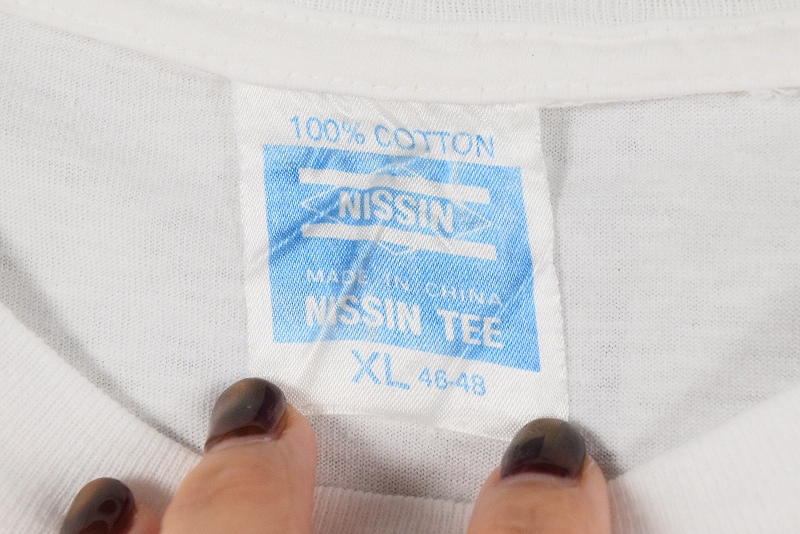 100% COTTON
NISSIN
MADE IN CHINA
NISSIN TEE
XL 46-48